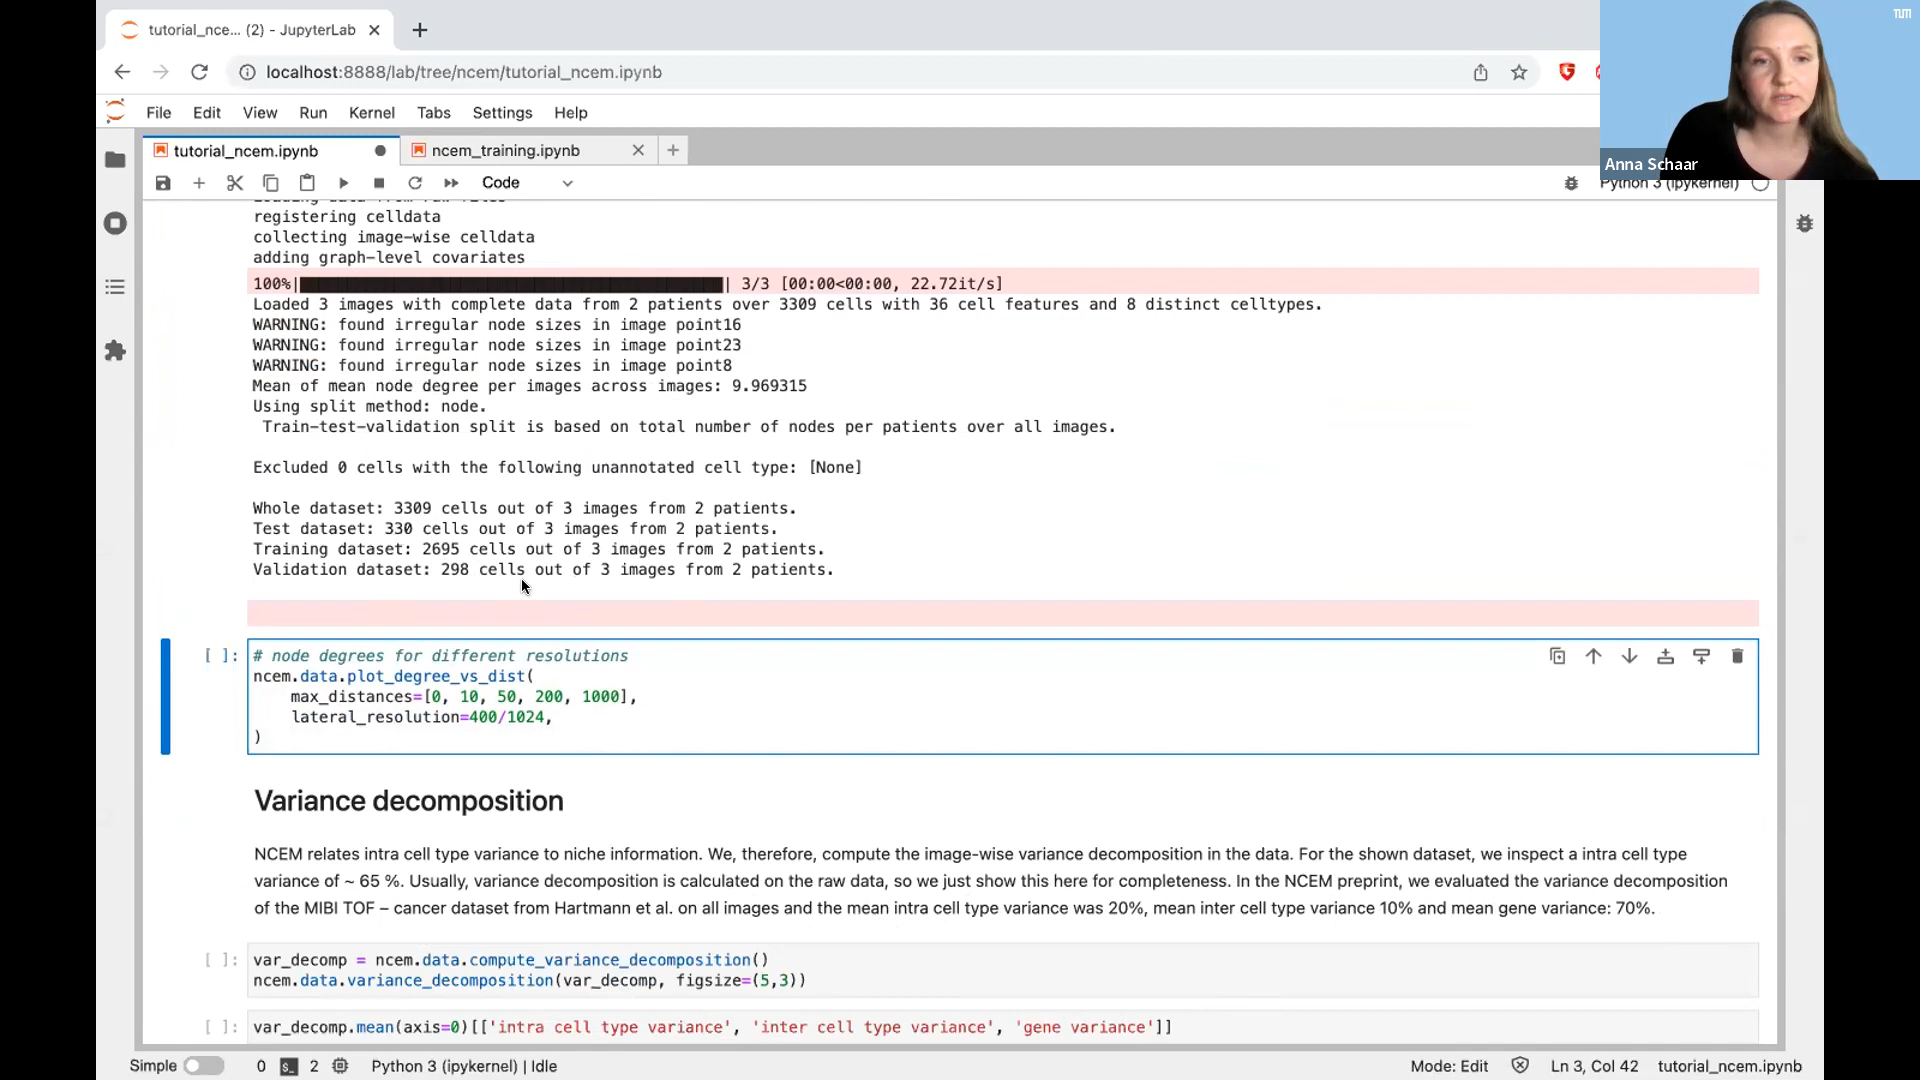 tutorial_nce... (2) - JupyterLab
localhost:8888/lab/tree/ncem/tutorial_ncem.ipynb
TUM
Anna Schaar
File Edit View Run Kernel Tabs Settings Help
tutorial_ncem.ipynb
ncem_training.ipynb
Code
Python 3 (ipykernel)
registering celldata
collecting image-wise celldata
adding graph-level covariates
100%| | 3/3 [00:00<00:00, 22.72it/s]
Loaded 3 images with complete data from 2 patients over 3309 cells with 36 cell features and 8 distinct celltypes.
WARNING: found irregular node sizes in image point16
WARNING: found irregular node sizes in image point23
WARNING: found irregular node sizes in image point8
Mean of mean node degree per images across images: 9.969315
Using split method: node.
Train-test-validation split is based on total number of nodes per patients over all images.
Excluded 0 cells with the following unannotated cell type: [None]
Whole dataset: 3309 cells out of 3 images from 2 patients.
Test dataset: 330 cells out of 3 images from 2 patients.
Training dataset: 2695 cells out of 3 images from 2 patients.
Validation dataset: 298 cells out of 3 images from 2 patients.
[ ]: # node degrees for different resolutions
ncem.data.plot_degree_vs_dist(
max_distances=[0, 10, 50, 200, 1000],
lateral_resolution=400/1024,
)
Variance decomposition
NCEM relates intra cell type variance to niche information. We, therefore, compute the image-wise variance decomposition in the data. For the shown dataset, we inspect a intra cell type
variance of ~ 65 %. Usually, variance decomposition is calculated on the raw data, so we just show this here for completeness. In the NCEM preprint, we evaluated the variance decomposition
of the MIBI TOF – cancer dataset from Hartmann et al. on all images and the mean intra cell type variance was 20%, mean inter cell type variance 10% and mean gene variance: 70%.
[ ]: var_decomp = ncem.data.compute_variance_decomposition()
ncem.data.variance_decomposition(var_decomp, figsize=(5,3))
[ ]: var_decomp.mean(axis=0)[['intra cell type variance', 'inter cell type variance', 'gene variance']]
Simple 0 2 Python 3 (ipykernel) | Idle Mode: Edit Ln 3, Col 42 tutorial_ncem.ipynb